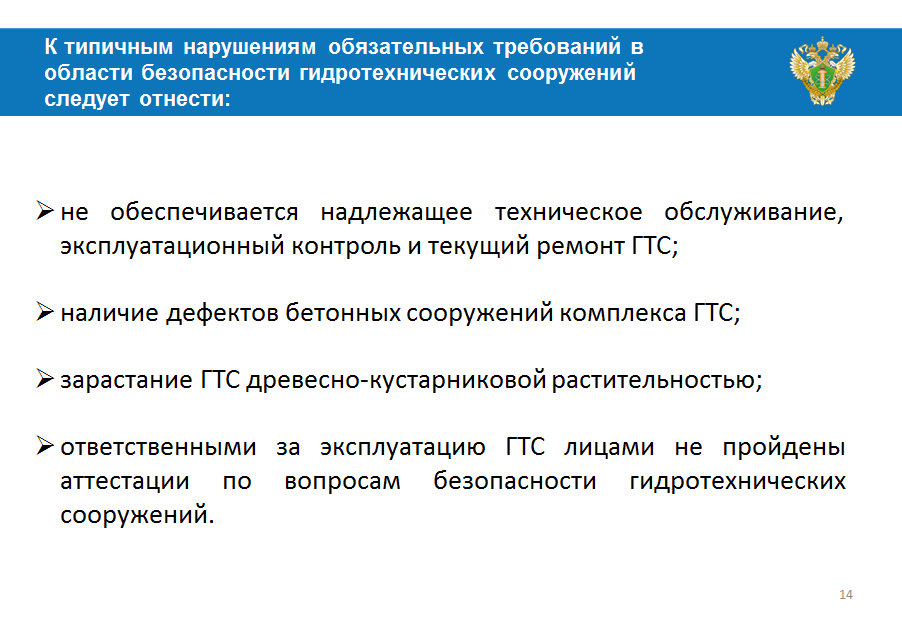 К типичным нарушениям обязательных требований в
области безопасности гидротехнических сооружений
следует отнести:
не обеспечивается надлежащее техническое обслуживание,
эксплуатационный контроль и текущий ремонт ГТС;
наличие дефектов бетонных сооружений комплекса ГТС;
зарастание ГТС древесно-кустарниковой растительностью;
ответственными за эксплуатацию ГТС лицами не пройдены
аттестации по вопросам безопасности гидротехнических
сооружений.
14